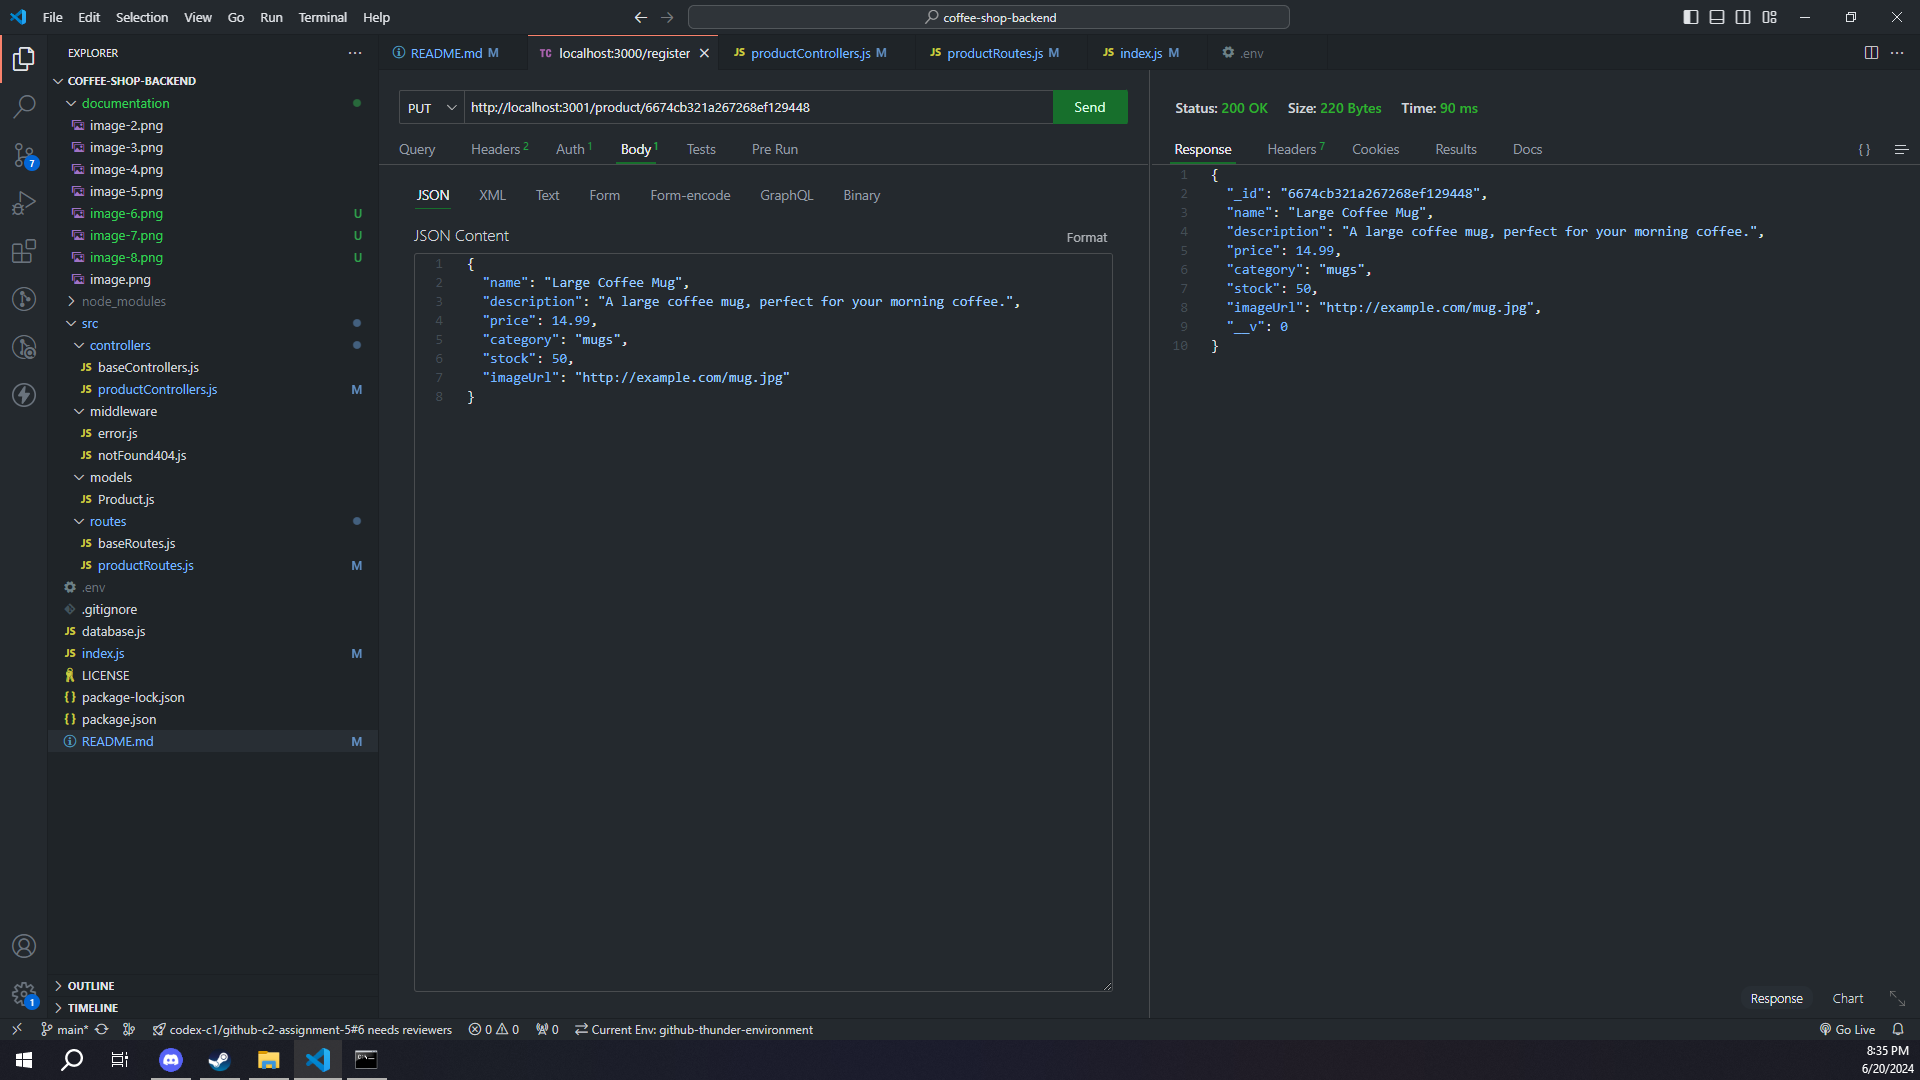 File Edit Selection View Go Run Terminal Help
coffee-shop-backend
EXPLORER
COFFEE-SHOP-BACKEND
documentation
image-2.png
image-3.png
image-4.png
image-5.png
image-6.png U
image-7.png U
image-8.png U
image.png
node_modules
src
controllers
JS baseControllers.js
JS productControllers.js M
middleware
JS error.js
JS notFound404.js
models
JS Product.js
routes
JS baseRoutes.js
JS productRoutes.js M
.env
.gitignore
JS database.js
JS index.js M
LICENSE
{} package-lock.json
{} package.json
README.md M
OUTLINE
TIMELINE
7
1
README.md M
TC localhost:3000/register
JS productControllers.js M
JS productRoutes.js M
JS index.js M
.env
PUT http://localhost:3001/product/6674cb321a267268ef129448 Send
Query Headers 2 Auth 1 Body 1 Tests Pre Run
JSON XML Text Form Form-encode GraphQL Binary
JSON Content Format
1 {
2 "name": "Large Coffee Mug",
3 "description": "A large coffee mug, perfect for your morning coffee.",
4 "price": 14.99,
5 "category": "mugs",
6 "stock": 50,
7 "imageUrl": "http://example.com/mug.jpg"
8 }
Status: 200 OK Size: 220 Bytes Time: 90 ms
Response Headers 7 Cookies Results Docs { }
1 {
2 "_id": "6674cb321a267268ef129448",
3 "name": "Large Coffee Mug",
4 "description": "A large coffee mug, perfect for your morning coffee.",
5 "price": 14.99,
6 "category": "mugs",
7 "stock": 50,
8 "imageUrl": "http://example.com/mug.jpg",
9 "__v": 0
10 }
Response Chart
main* codex-c1/github-c2-assignment-5#6 needs reviewers 0 0 0 Current Env: github-thunder-environment Go Live
8:35 PM
6/20/2024